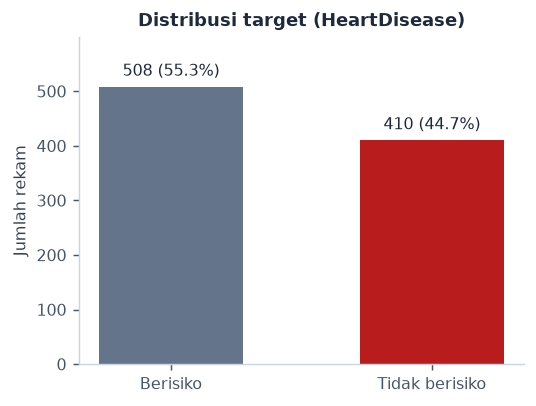 Distribusi target (HeartDisease)
508 (55.3%)
410 (44.7%)
Jumlah rekam
500
400
300
200
100
0
Berisiko
Tidak berisiko